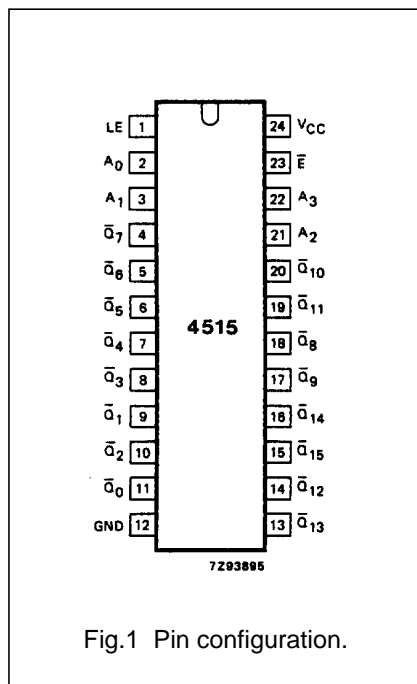 LE 1 24 VCC
A0 2 23 E̅
A1 3 22 A3
Q̅7 4 21 A2
Q̅6 5 20 Q̅10
Q̅5 6 19 Q̅11
Q̅4 7 4515 18 Q̅8
Q̅3 8 17 Q̅9
Q̅1 9 16 Q̅14
Q̅2 10 15 Q̅15
Q̅0 11 14 Q̅12
GND 12 13 Q̅13
7Z93895
Fig.1 Pin configuration.